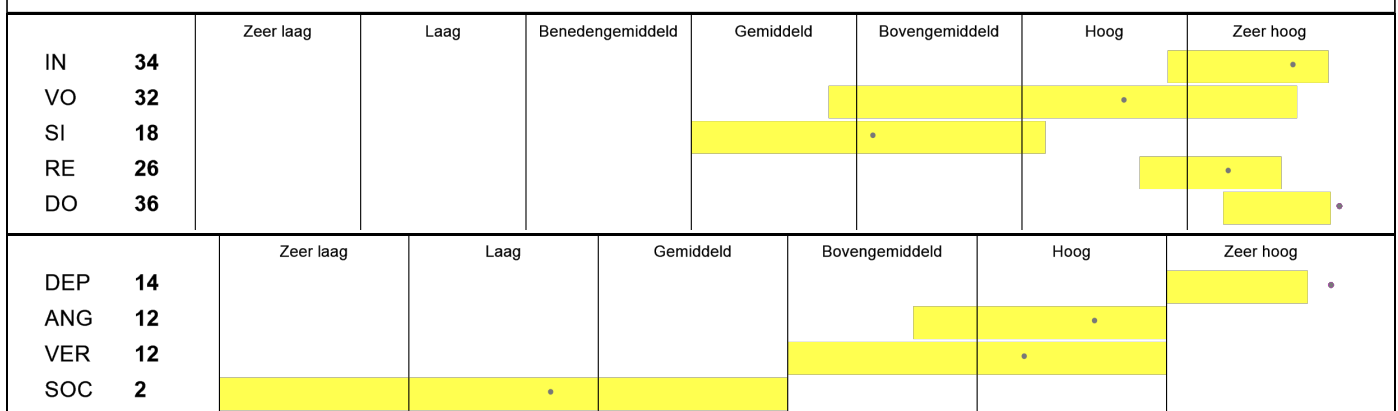 Zeer laag Laag Benedengemiddeld Gemiddeld Bovengemiddeld Hoog Zeer hoog
IN 34
VO 32
SI 18
RE 26
DO 36
Zeer laag Laag Gemiddeld Bovengemiddeld Hoog Zeer hoog
DEP 14
ANG 12
VER 12
SOC 2